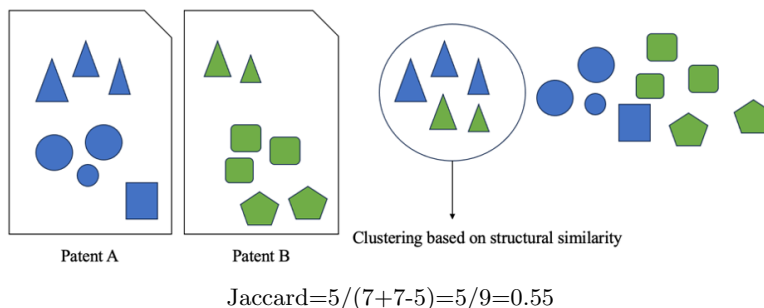 Patent A
Patent B
Clustering based on structural similarity
Jaccard=5/(7+7-5)=5/9=0.55